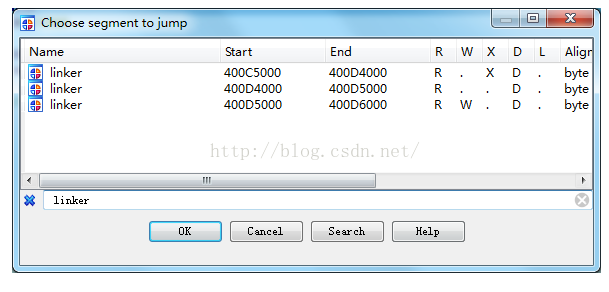 Choose segment to jump
Name Start End R W X D L Align
linker 400C5000 400D4000 R . X D . byte
linker 400D4000 400D5000 R . . D . byte
linker 400D5000 400D6000 R W . D . byte
http://blog.csdn.net/
linker
OK Cancel Search Help